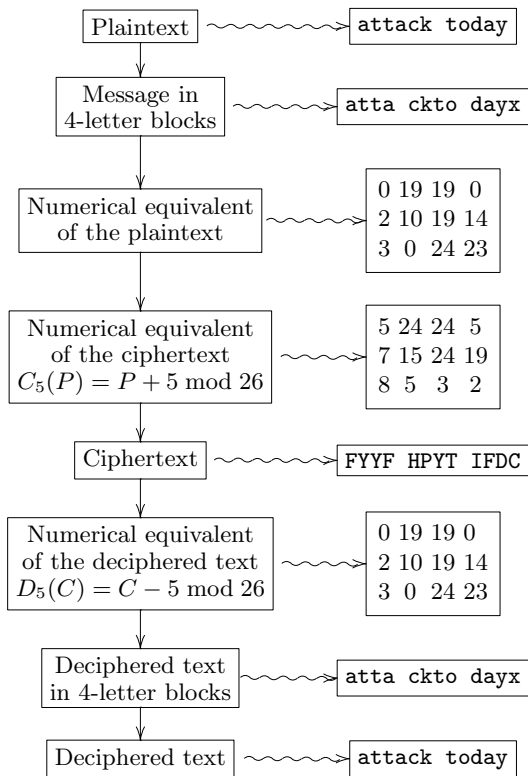 Plaintext
attack today
Message in
4-letter blocks
atta ckto dayx
Numerical equivalent
of the plaintext
0 19 19 0
2 10 19 14
3 0 24 23
Numerical equivalent
of the ciphertext
C₅(P) = P + 5 mod 26
5 24 24 5
7 15 24 19
8 5 3 2
Ciphertext
FYYF HPYT IFDC
Numerical equivalent
of the deciphered text
D₅(C) = C − 5 mod 26
0 19 19 0
2 10 19 14
3 0 24 23
Deciphered text
in 4-letter blocks
atta ckto dayx
Deciphered text
attack today